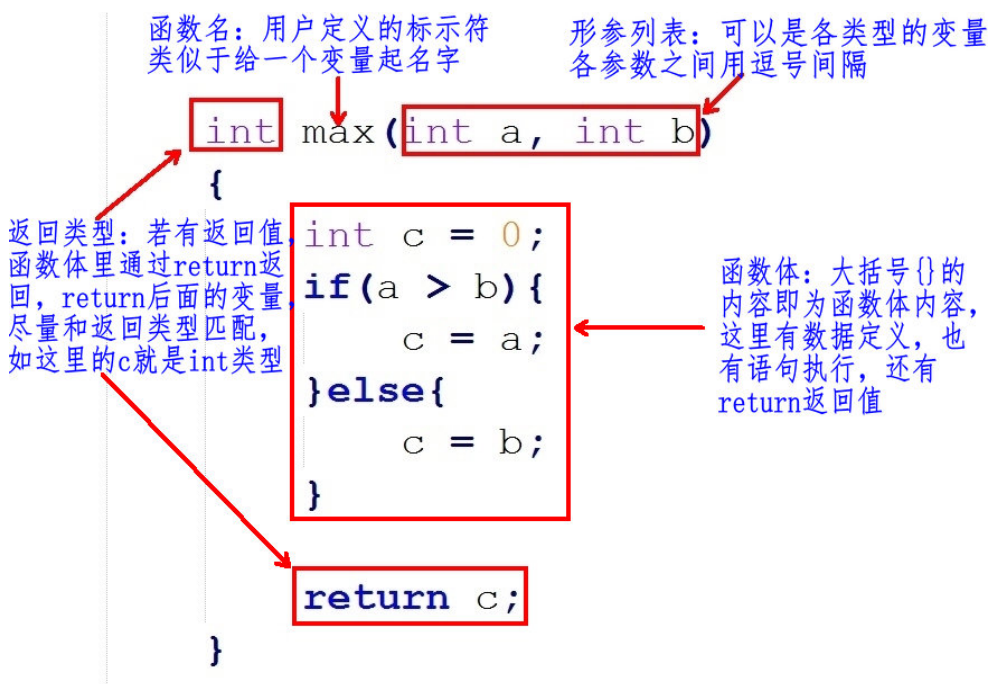 函数名：用户定义的标示符
类似于给一个变量起名字
形参列表：可以是各类型的变量
各参数之间用逗号间隔
int max(int a, int b)
{
返回类型：若有返回值，
函数体里通过return返
回，return后面的变量，
尽量和返回类型匹配，
如这里的c就是int类型
int c = 0;
if(a > b){
c = a;
}else{
c = b;
}
函数体：大括号{}的
内容即为函数体内容，
这里有数据定义，也
有语句执行，还有
return返回值
return c;
}